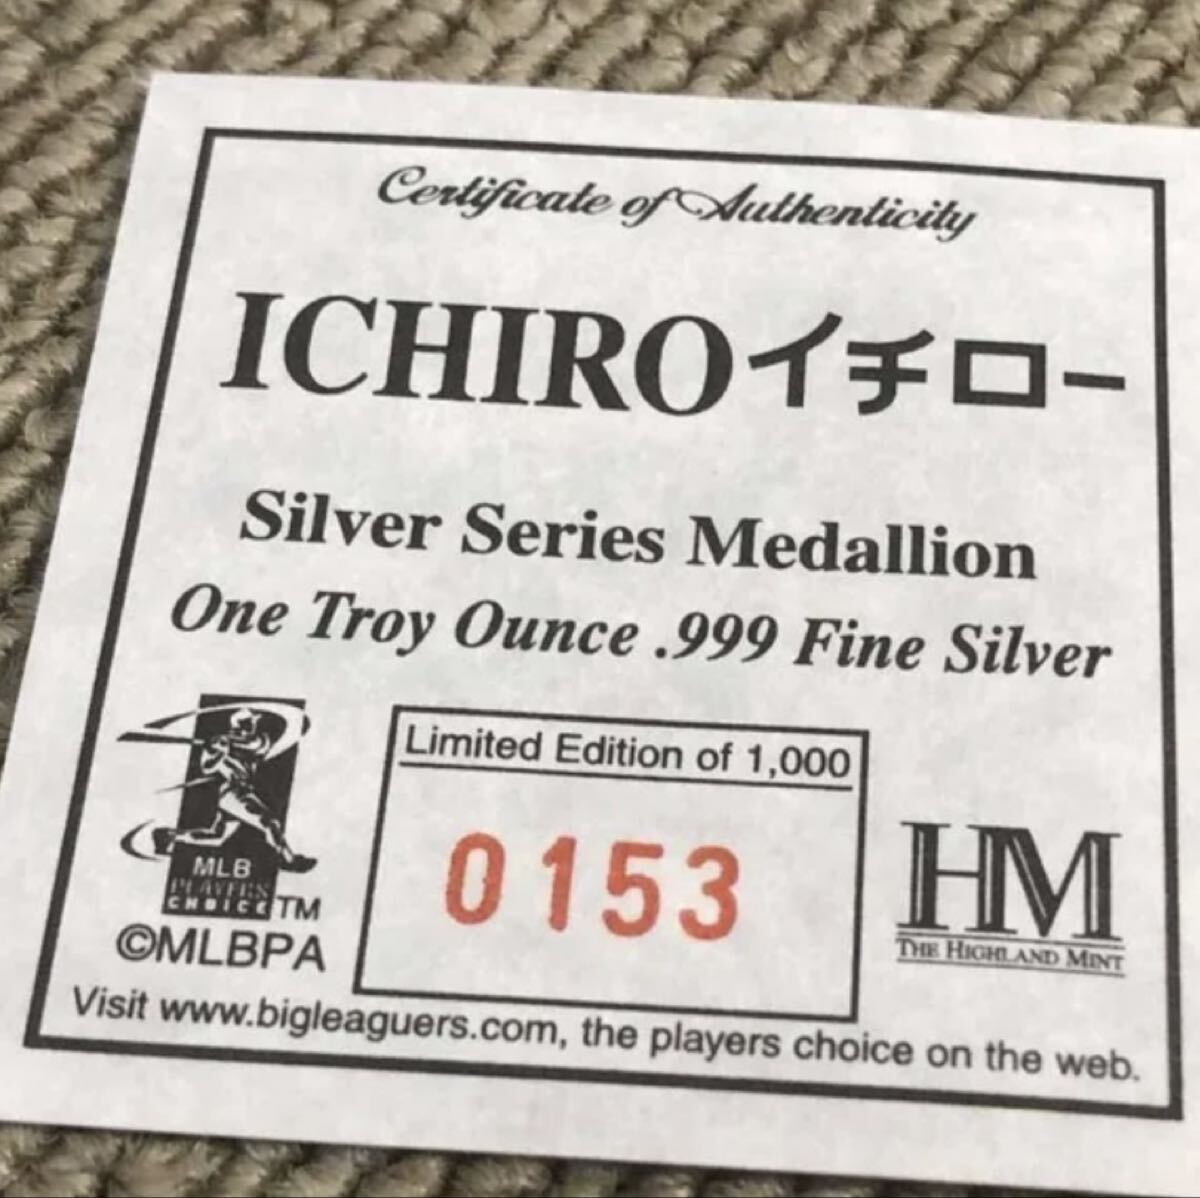 Certificate of Authenticity
ICHIROイチロー
Silver Series Medallion
One Troy Ounce .999 Fine Silver
Limited Edition of 1,000
0153
MLB
PLAYERS
CHOICE TM
©MLBPA
HM
THE HIGHLAND MINT
Visit www.bigleaguers.com, the players choice on the web.